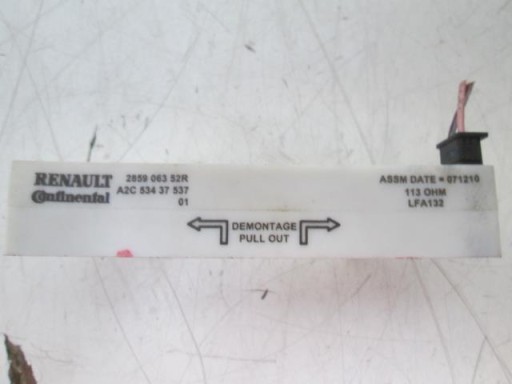 RENAULT
Continental
2859 063 52R
A2C 534 37 537
01
DEMONTAGE
PULL OUT
ASSM DATE = 071210
113 OHM
LFA132